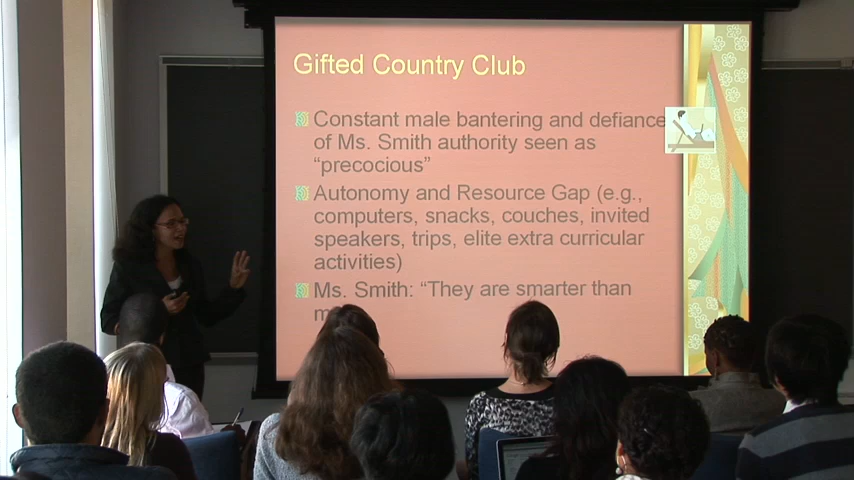 Gifted Country Club
Constant male bantering and defiance
of Ms. Smith authority seen as
"precocious"
Autonomy and Resource Gap (e.g.,
computers, snacks, couches, invited
speakers, trips, elite extra curricular
activities)
Ms. Smith: "They are smarter than